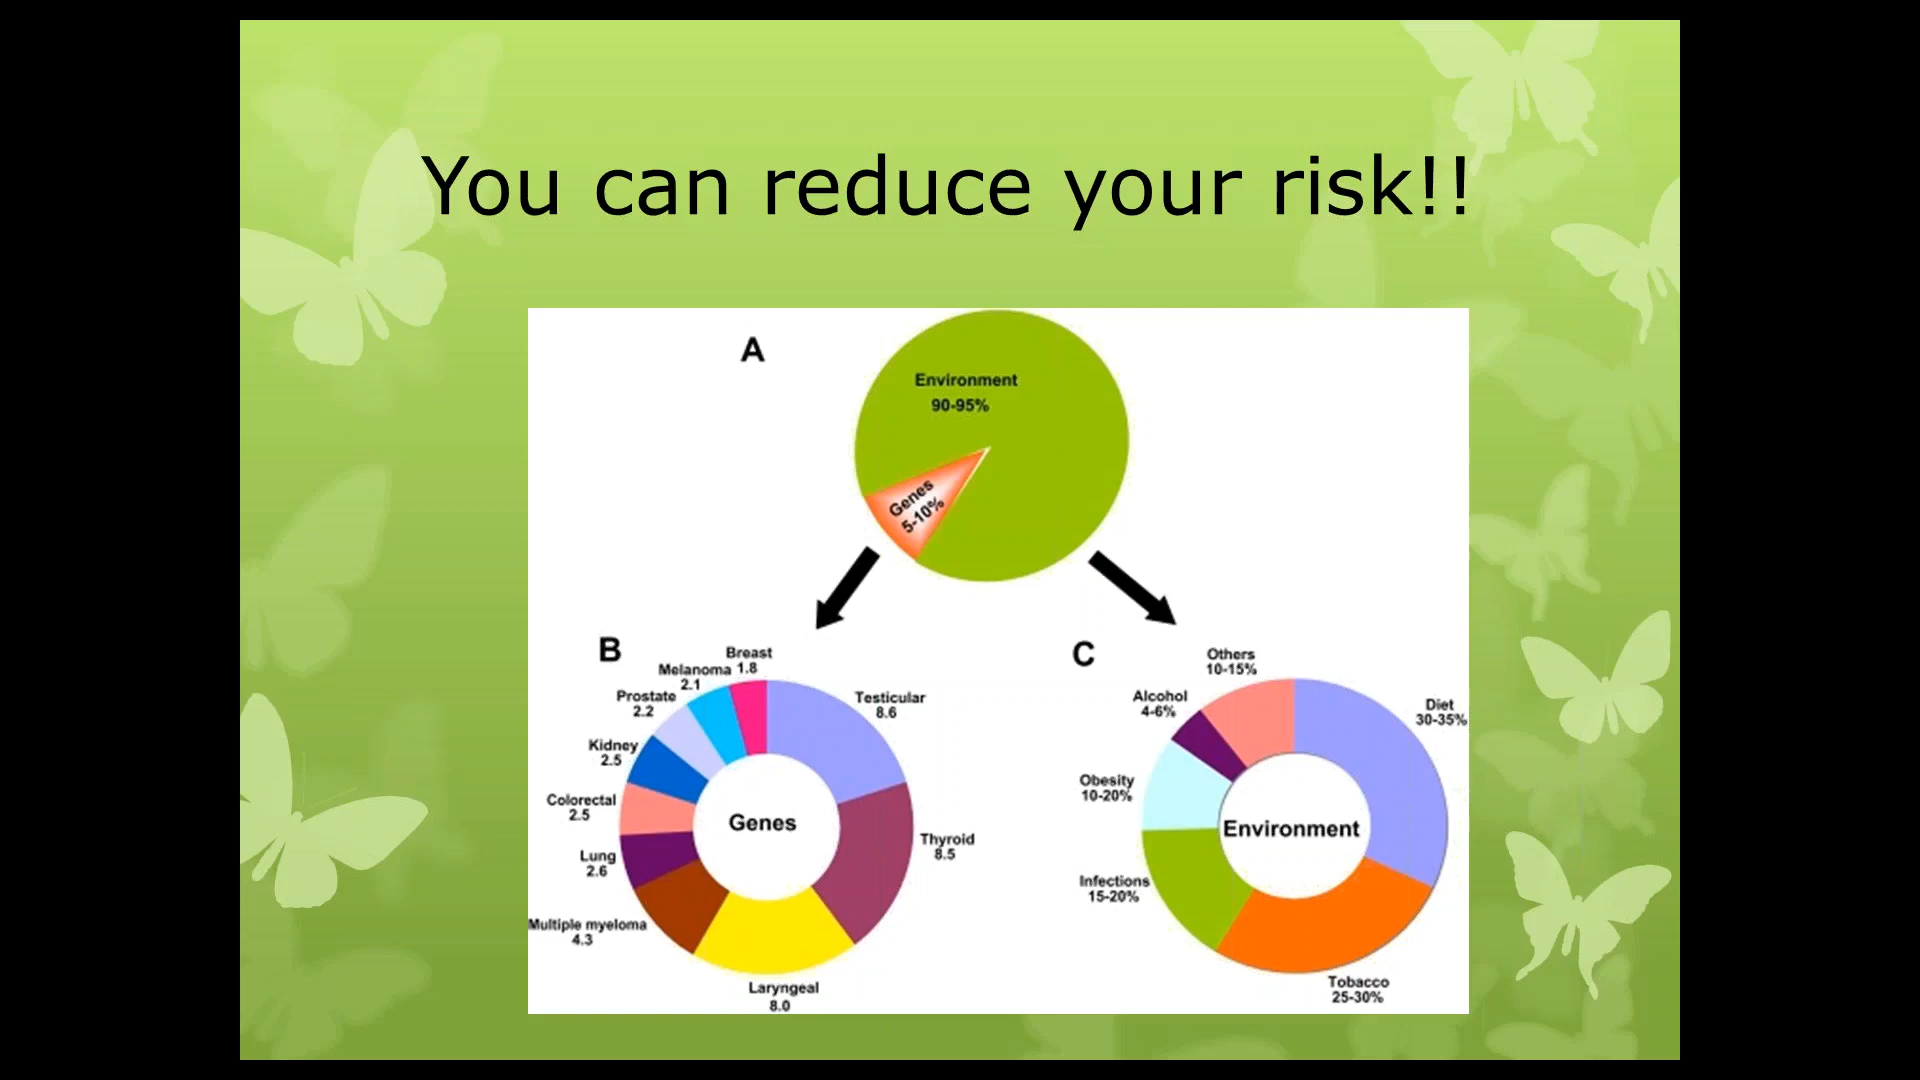 You can reduce your risk!!
A
Environment
90-95%
Genes
5-10%
B
Breast
1.8
Melanoma
2.1
Prostate
2.2
Kidney
2.5
Colorectal
2.5
Lung
2.6
Multiple myeloma
4.3
Laryngeal
8.0
Thyroid
8.5
Testicular
8.6
Genes
C
Others
10-15%
Alcohol
4-6%
Obesity
10-20%
Infections
15-20%
Tobacco
25-30%
Diet
30-35%
Environment